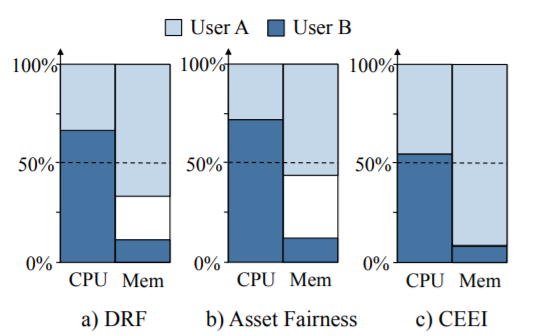 User A User B
100% 100% 100%
50% 50% 50%
0% 0% 0%
CPU Mem CPU Mem CPU Mem
a) DRF b) Asset Fairness c) CEEI